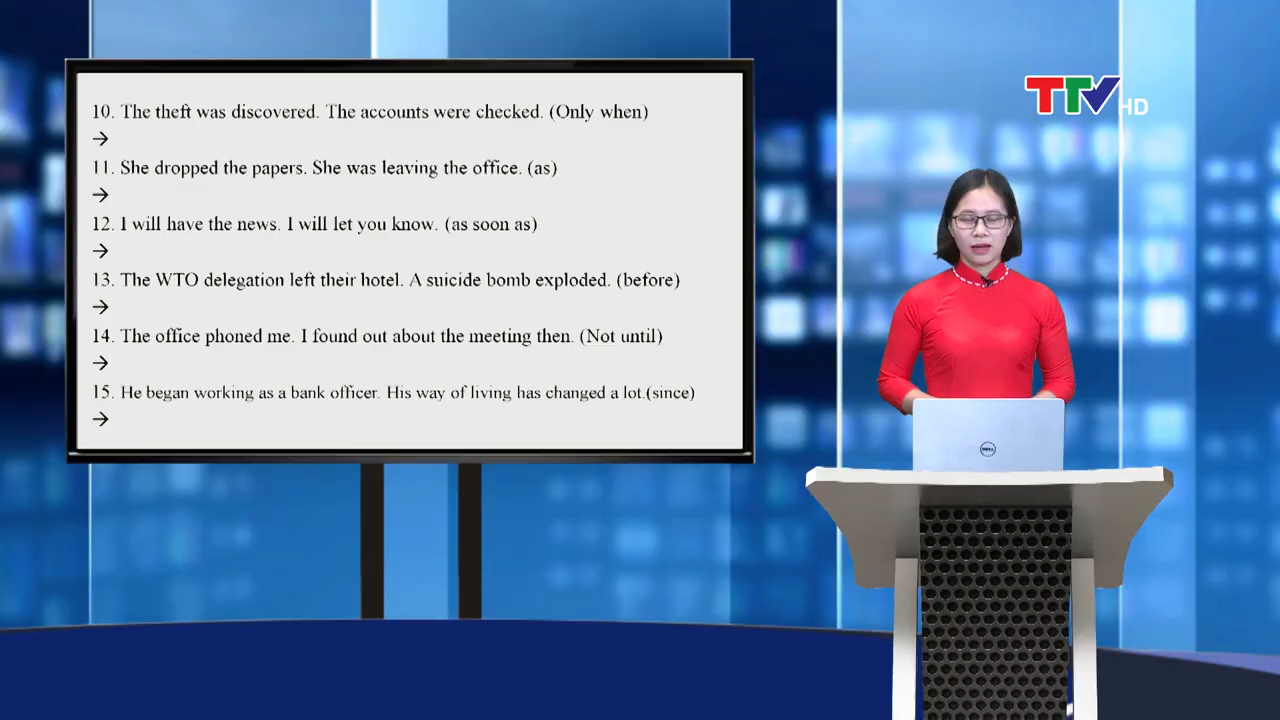 10. The theft was discovered. The accounts were checked. (Only when)
→
11. She dropped the papers. She was leaving the office. (as)
→
12. I will have the news. I will let you know. (as soon as)
→
13. The WTO delegation left their hotel. A suicide bomb exploded. (before)
→
14. The office phoned me. I found out about the meeting then. (Not until)
→
15. He began working as a bank officer. His way of living has changed a lot.(since)
→
TTV HD
DELL